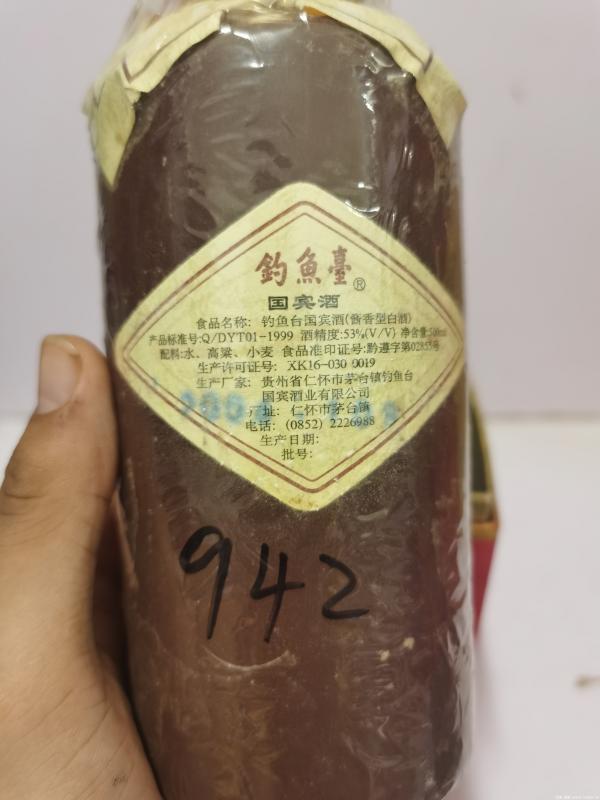 釣魚臺®
国宾酒
食品名称: 钓鱼台国宾酒(酱香型白酒)
产品标准号:Q/DYT01-1999 酒精度:53%(V/V) 净含量:500ml
配料:水、高粱、小麦 食品准印证号:黔遵字第02855号
生产许可证号: XK16-030 0019
生产厂家: 贵州省仁怀市茅台镇钓鱼台
国宾酒业有限公司
厂址: 仁怀市茅台镇
电话: (0852) 2226988
生产日期:
批号:
942